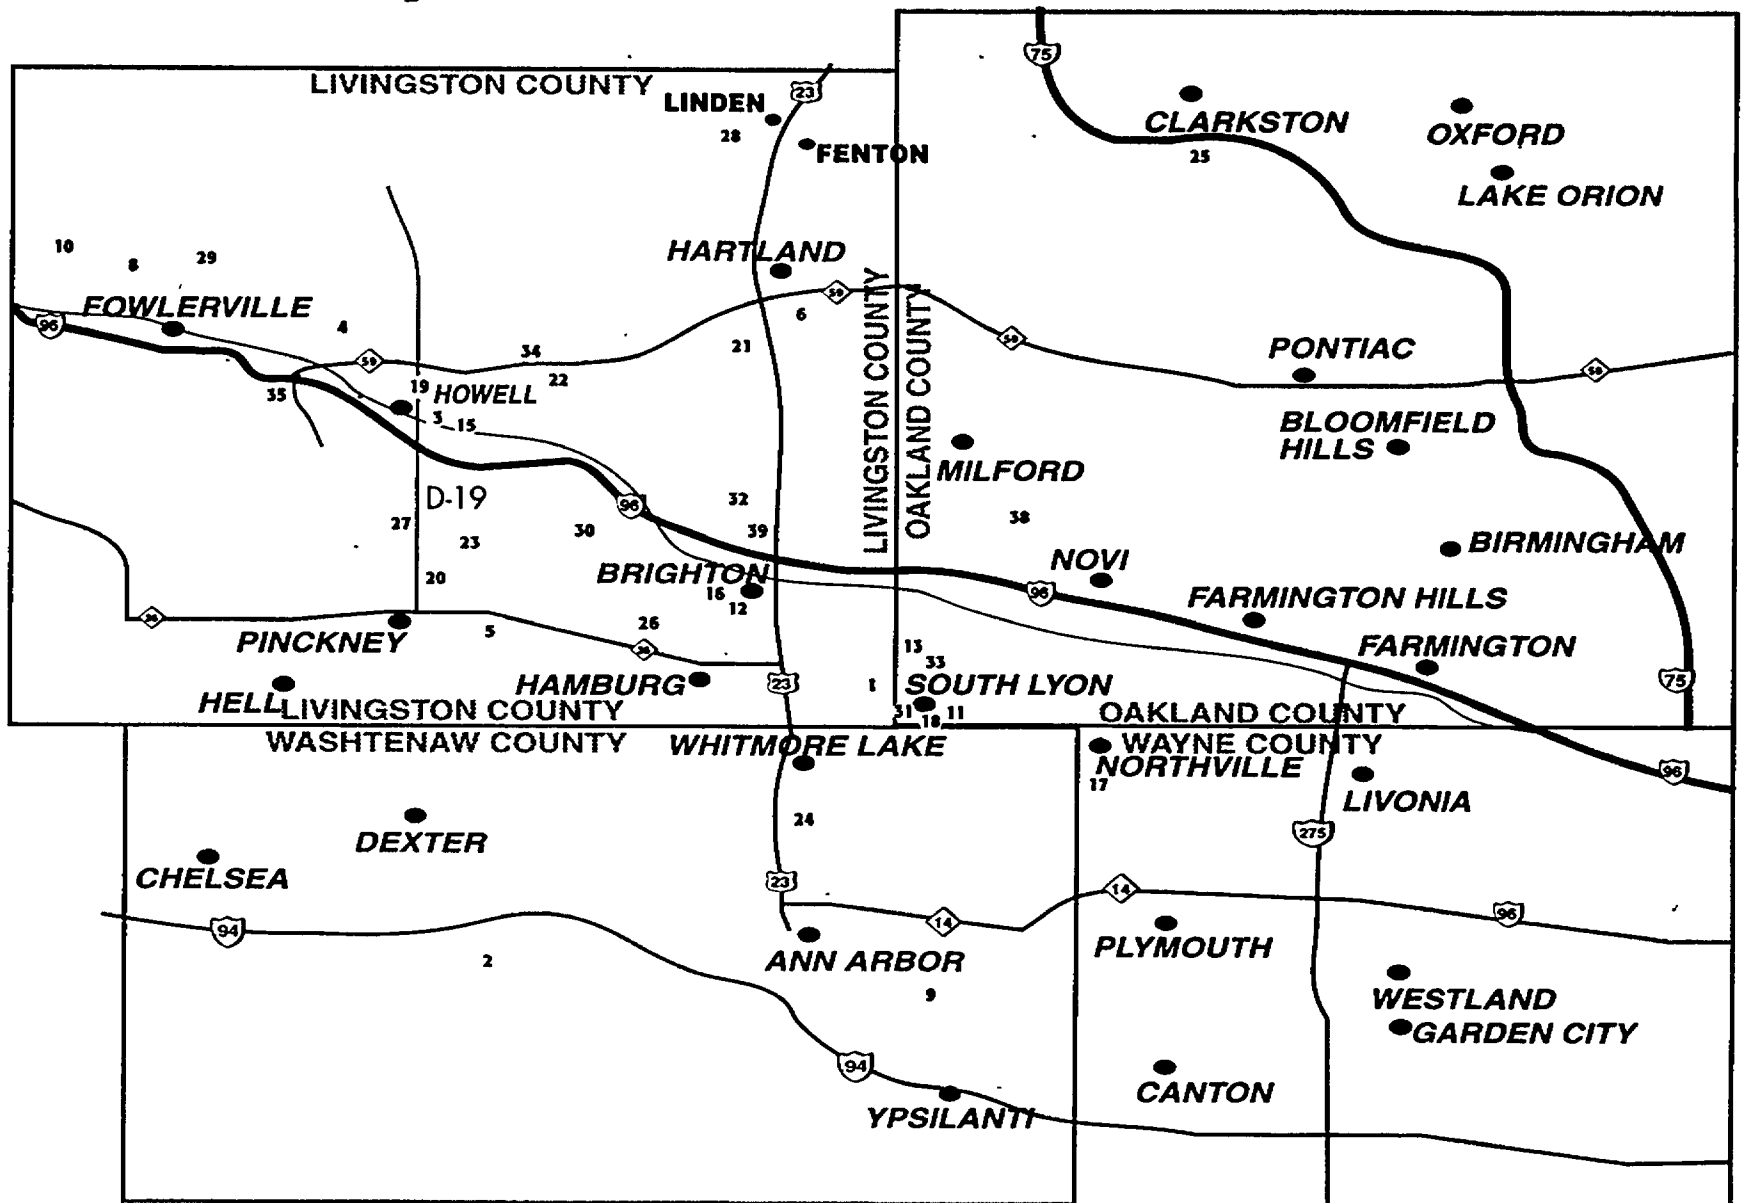 75
LIVINGSTON COUNTY
23
LINDEN
28
FENTON
CLARKSTON
25
OXFORD
LAKE ORION
10
8
29
HARTLAND
FOWLERVILLE
96
4
59
6
21
LIVINGSTON COUNTY
OAKLAND COUNTY
59
PONTIAC
59
34
22
59
35
19
HOWELL
3
15
BLOOMFIELD
HILLS
MILFORD
D-19
27
23
20
30
96
32
39
38
BIRMINGHAM
NOVI
BRIGHTON
16
12
96
FARMINGTON HILLS
36
PINCKNEY
5
26
36
13
33
FARMINGTON
HELL
HAMBURG
23
1
SOUTH LYON
31
18
11
75
LIVINGSTON COUNTY
OAKLAND COUNTY
WASHTENAW COUNTY
WHITMORE LAKE
WAYNE COUNTY
NORTHVILLE
17
96
LIVONIA
DEXTER
24
275
CHELSEA
23
14
94
14
96
2
ANN ARBOR
9
PLYMOUTH
WESTLAND
GARDEN CITY
94
YPSILANTI
CANTON